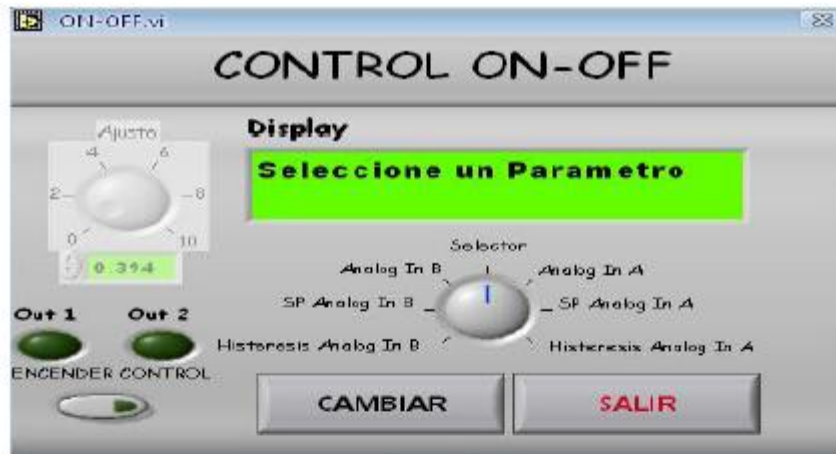 ON-OFF.vi
CONTROL ON-OFF
Ajuste
4 6
2 8
0 10
0.394
Display
Seleccione un Parametro
Selector
Analog In B Analog In A
SP Analog In B SP Analog In A
Histeresis Analog In B Histeresis Analog In A
Out 1 Out 2
ENCENDER CONTROL
CAMBIAR SALIR